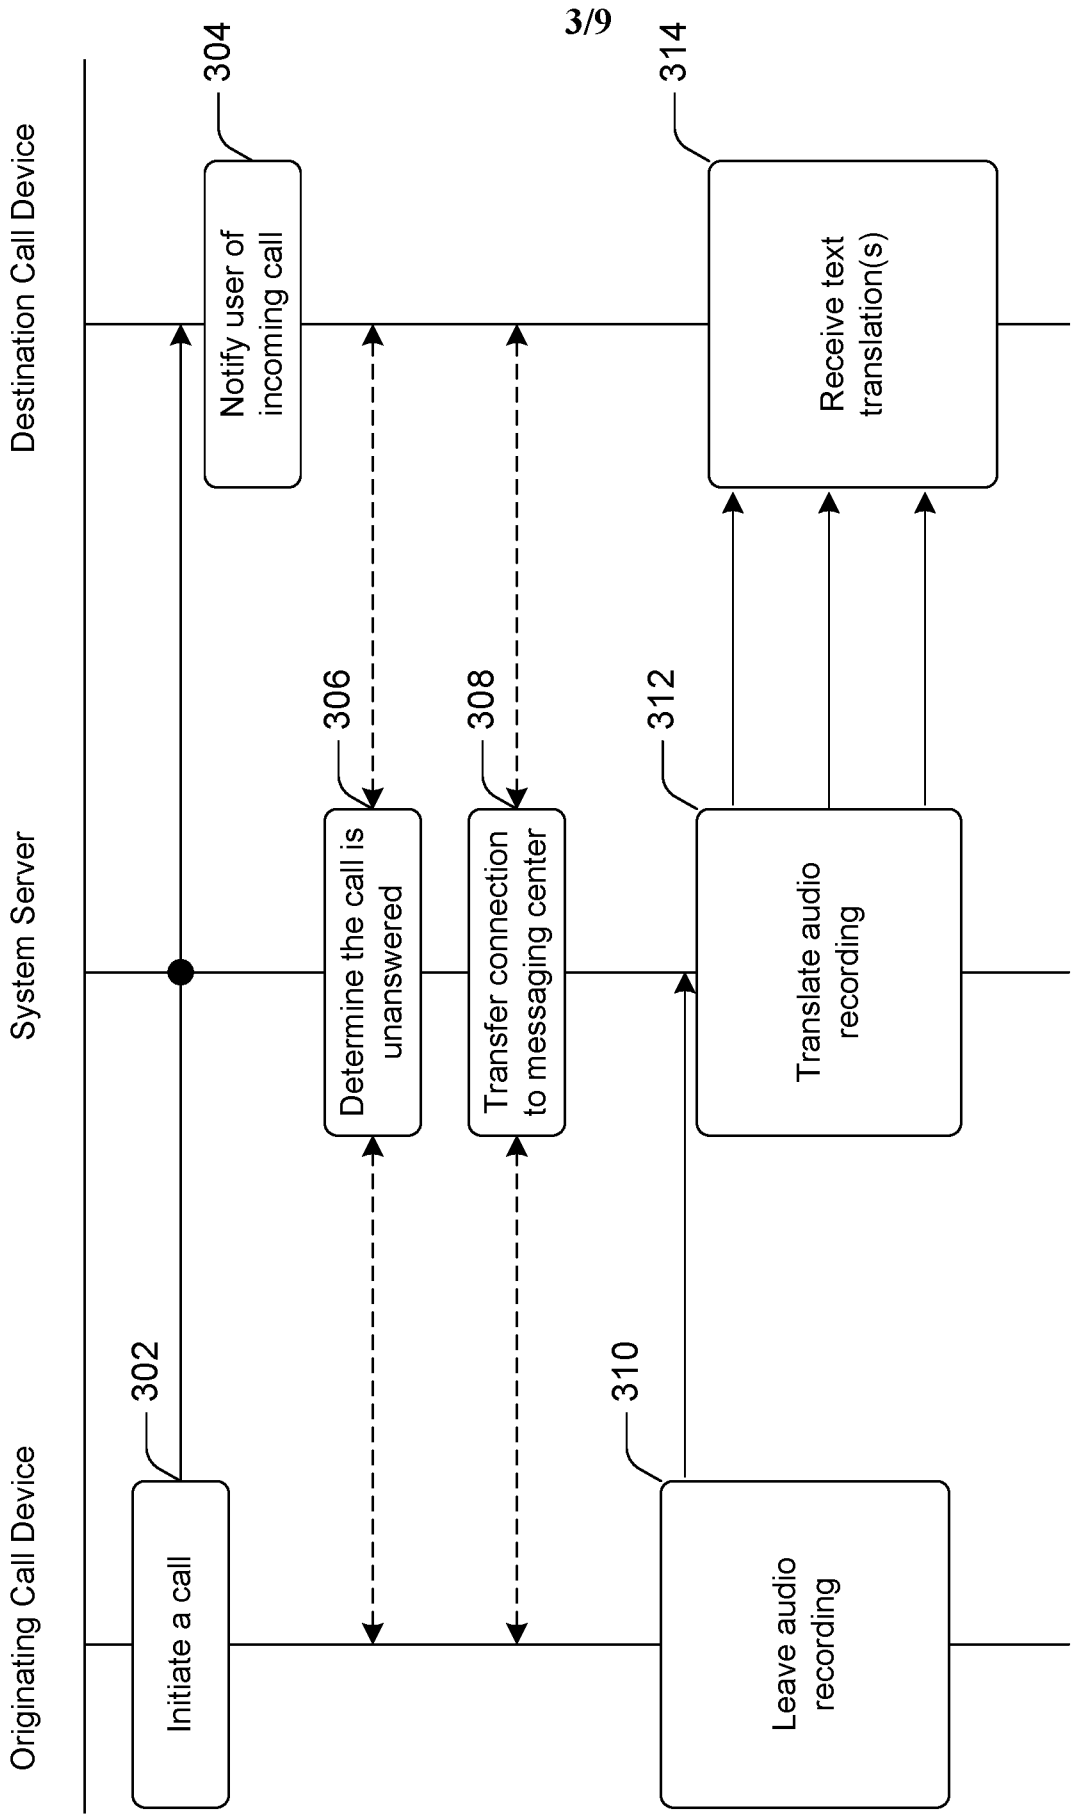 3/9
Originating Call Device
System Server
Destination Call Device
Initiate a call
302
304
Notify user of
incoming call
306
Determine the call is
unanswered
308
Transfer connection
to messaging center
310
Leave audio
recording
312
Translate audio
recording
314
Receive text
translation(s)